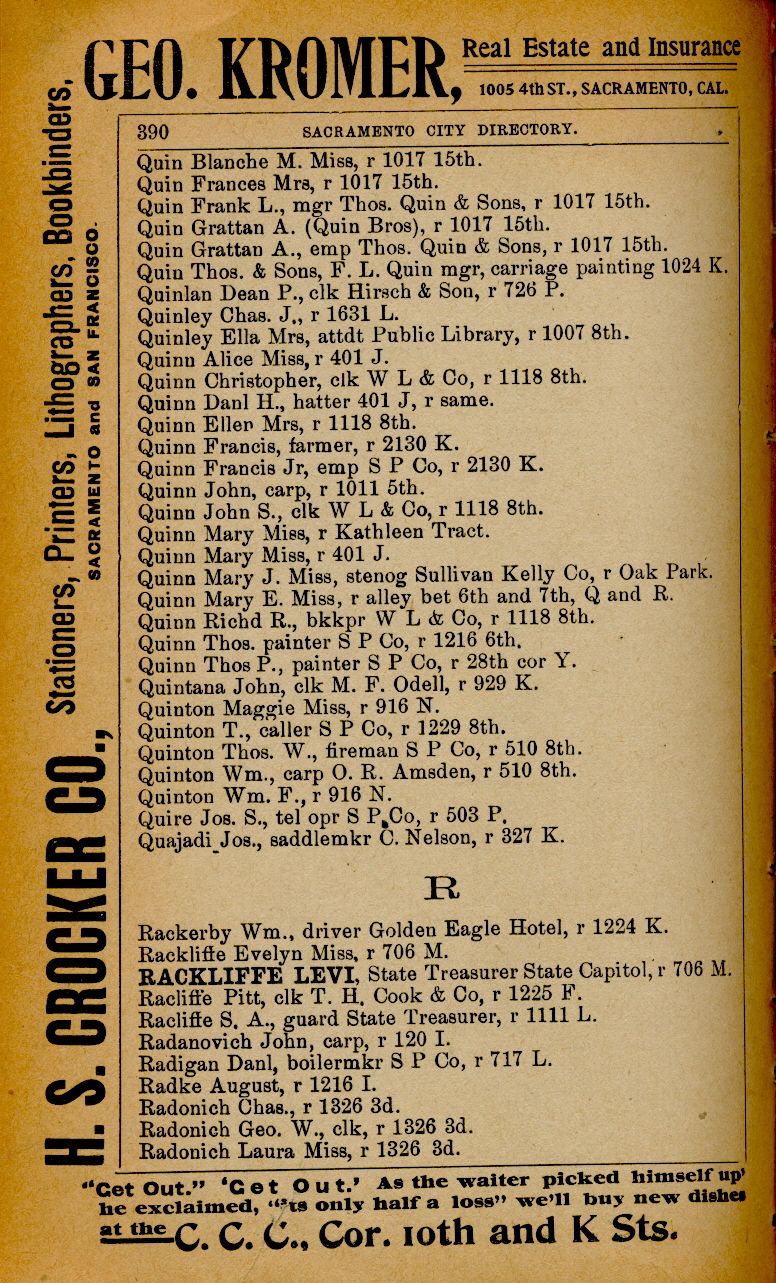 GEO. KROMER, Real Estate and Insurance
1005 4th ST., SACRAMENTO, CAL.
H. S. CROCKER CO., Stationers, Printers, Lithographers, Bookbinders,
SACRAMENTO and SAN FRANCISCO.
390 SACRAMENTO CITY DIRECTORY.
Quin Blanche M. Miss, r 1017 15th.
Quin Frances Mrs, r 1017 15th.
Quin Frank L., mgr Thos. Quin & Sons, r 1017 15th.
Quin Grattan A. (Quin Bros), r 1017 15th.
Quin Grattan A., emp Thos. Quin & Sons, r 1017 15th.
Quin Thos. & Sons, F. L. Quin mgr, carriage painting 1024 K.
Quinlan Dean P., clk Hirsch & Son, r 726 P.
Quinley Chas. J., r 1631 L.
Quinley Ella Mrs, attdt Public Library, r 1007 8th.
Quinn Alice Miss, r 401 J.
Quinn Christopher, clk W L & Co, r 1118 8th.
Quinn Danl H., hatter 401 J, r same.
Quinn Ellen Mrs, r 1118 8th.
Quinn Francis, farmer, r 2130 K.
Quinn Francis Jr, emp S P Co, r 2130 K.
Quinn John, carp, r 1011 5th.
Quinn John S., clk W L & Co, r 1118 8th.
Quinn Mary Miss, r Kathleen Tract.
Quinn Mary Miss, r 401 J.
Quinn Mary J. Miss, stenog Sullivan Kelly Co, r Oak Park.
Quinn Mary E. Miss, r alley bet 6th and 7th, Q and R.
Quinn Richd R., bkkpr W L & Co, r 1118 8th.
Quinn Thos. painter S P Co, r 1216 6th.
Quinn Thos P., painter S P Co, r 28th cor Y.
Quintana John, clk M. F. Odell, r 929 K.
Quinton Maggie Miss, r 916 N.
Quinton T., caller S P Co, r 1229 8th.
Quinton Thos. W., fireman S P Co, r 510 8th.
Quinton Wm., carp O. R. Amsden, r 510 8th.
Quinton Wm. F., r 916 N.
Quire Jos. S., tel opr S P Co, r 503 P.
Quajadi Jos., saddlemkr C. Nelson, r 327 K.
R
Rackerby Wm., driver Golden Eagle Hotel, r 1224 K.
Rackliffe Evelyn Miss, r 706 M.
RACKLIFFE LEVI, State Treasurer State Capitol, r 706 M.
Racliffe Pitt, clk T. H. Cook & Co, r 1225 F.
Racliffe S. A., guard State Treasurer, r 1111 L.
Radanovich John, carp, r 120 I.
Radigan Danl, boilermkr S P Co, r 717 L.
Radke August, r 1216 I.
Radonich Chas., r 1326 3d.
Radonich Geo. W., clk, r 1326 3d.
Radonich Laura Miss, r 1326 3d.
"Get Out." 'Get Out.' As the waiter picked himself up'
he exclaimed, "'ts only half a loss" we'll buy new dishes
at the C. C. C., Cor. 10th and K Sts.